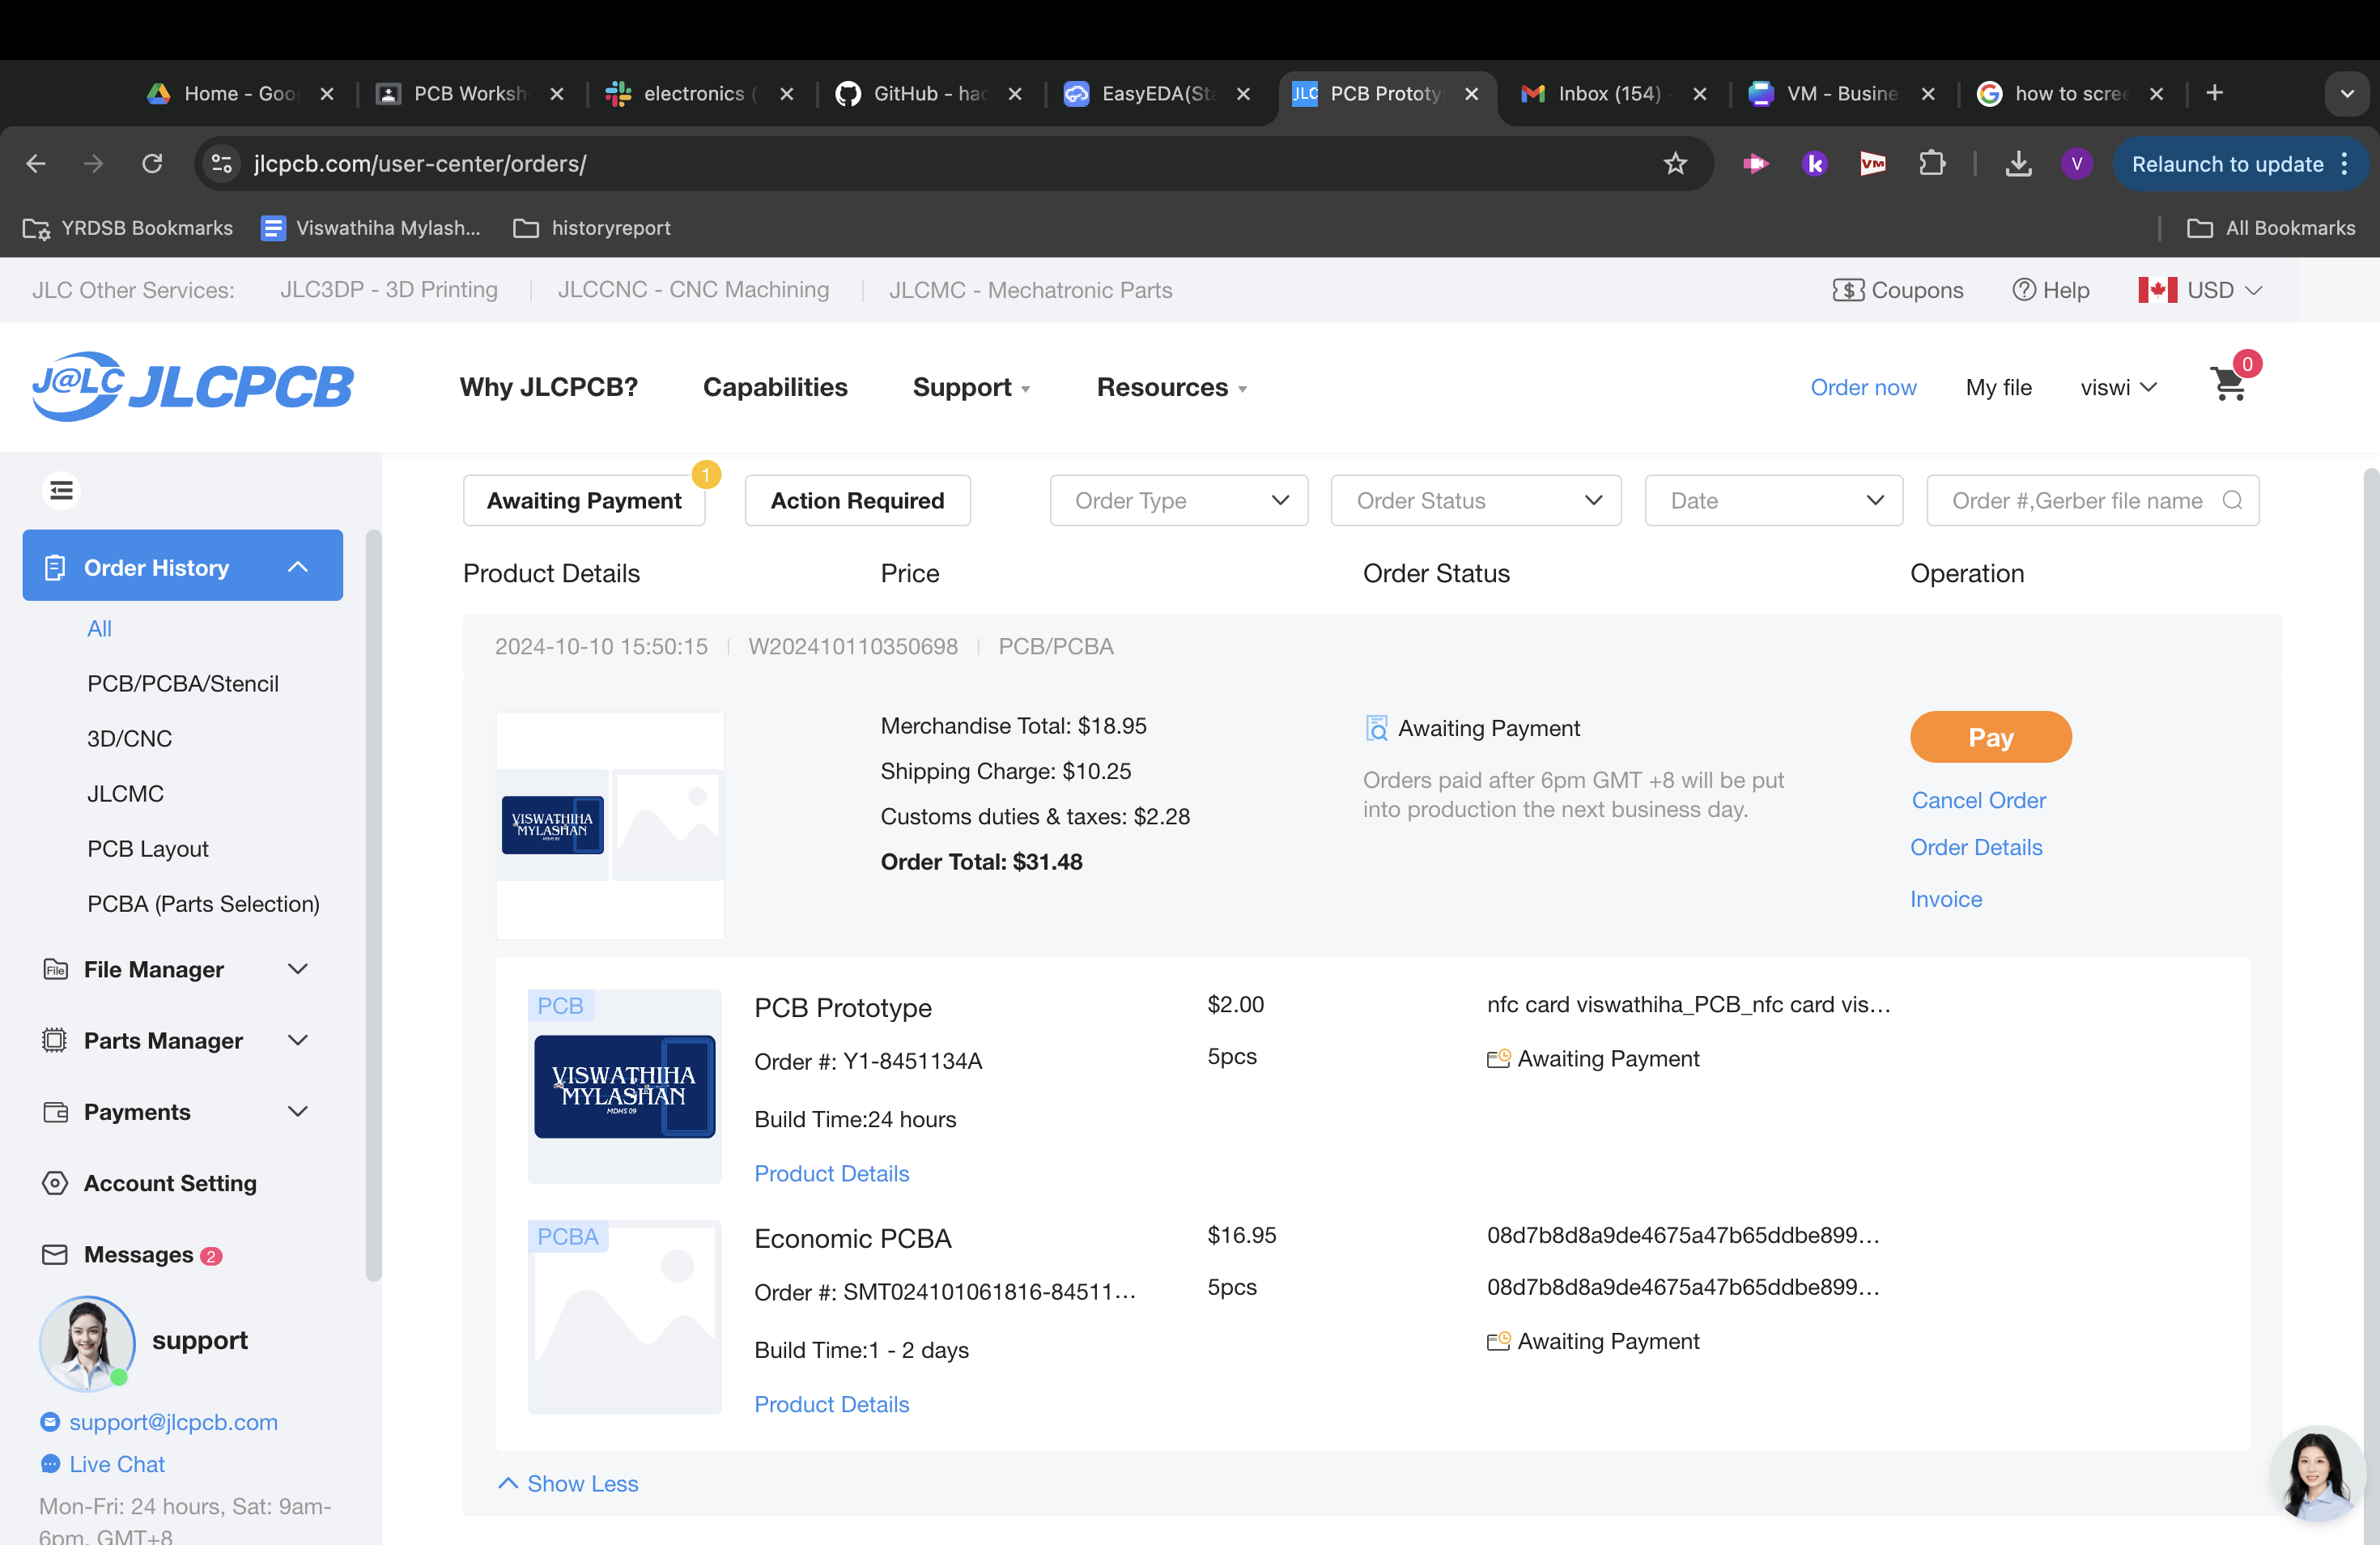 Home - Goo
PCB Worksh
electronics (
GitHub - hac
EasyEDA(Sta
JLC PCB Prototy
Inbox (154) -
VM - Busine
how to scree
jlcpcb.com/user-center/orders/
k
VM
V
Relaunch to update
YRDSB Bookmarks
Viswathiha Mylash...
historyreport
All Bookmarks
JLC Other Services:
JLC3DP - 3D Printing
JLCCNC - CNC Machining
JLCMC - Mechatronic Parts
Coupons
Help
USD
J@LC JLCPCB
Why JLCPCB?
Capabilities
Support
Resources
Order now
My file
viswi
0
Order History
All
PCB/PCBA/Stencil
3D/CNC
JLCMC
PCB Layout
PCBA (Parts Selection)
File Manager
Parts Manager
Payments
Account Setting
Messages 2
support
support@jlcpcb.com
Live Chat
Mon-Fri: 24 hours, Sat: 9am-
6pm, GMT+8
Awaiting Payment 1
Action Required
Order Type
Order Status
Date
Order #,Gerber file name
Product Details
Price
Order Status
Operation
2024-10-10 15:50:15
W202410110350698
PCB/PCBA
VISWATHIHA
MYLASHAN
MDHS 09
Merchandise Total: $18.95
Shipping Charge: $10.25
Customs duties & taxes: $2.28
Order Total: $31.48
Awaiting Payment
Orders paid after 6pm GMT +8 will be put
into production the next business day.
Pay
Cancel Order
Order Details
Invoice
PCB
VISWATHIHA
MYLASHAN
MDHS 09
PCB Prototype
Order #: Y1-8451134A
Build Time:24 hours
Product Details
$2.00
5pcs
nfc card viswathiha_PCB_nfc card vis...
Awaiting Payment
PCBA
Economic PCBA
Order #: SMT024101061816-84511...
Build Time:1 - 2 days
Product Details
$16.95
5pcs
08d7b8d8a9de4675a47b65ddbe899...
08d7b8d8a9de4675a47b65ddbe899...
Awaiting Payment
Show Less